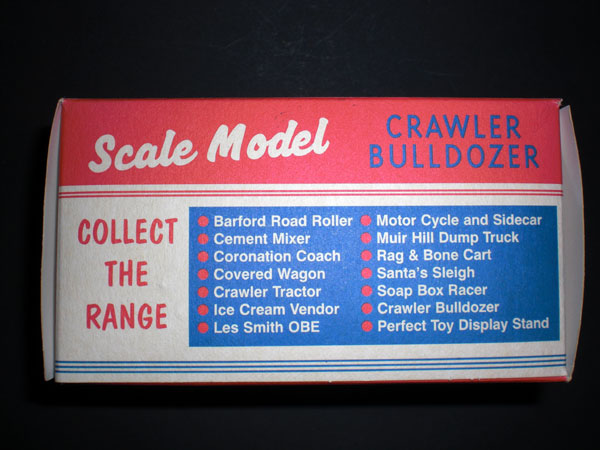 Scale Model
CRAWLER
BULLDOZER
COLLECT
THE
RANGE
Barford Road Roller
Cement Mixer
Coronation Coach
Covered Wagon
Crawler Tractor
Ice Cream Vendor
Les Smith OBE
Motor Cycle and Sidecar
Muir Hill Dump Truck
Rag & Bone Cart
Santa's Sleigh
Soap Box Racer
Crawler Bulldozer
Perfect Toy Display Stand